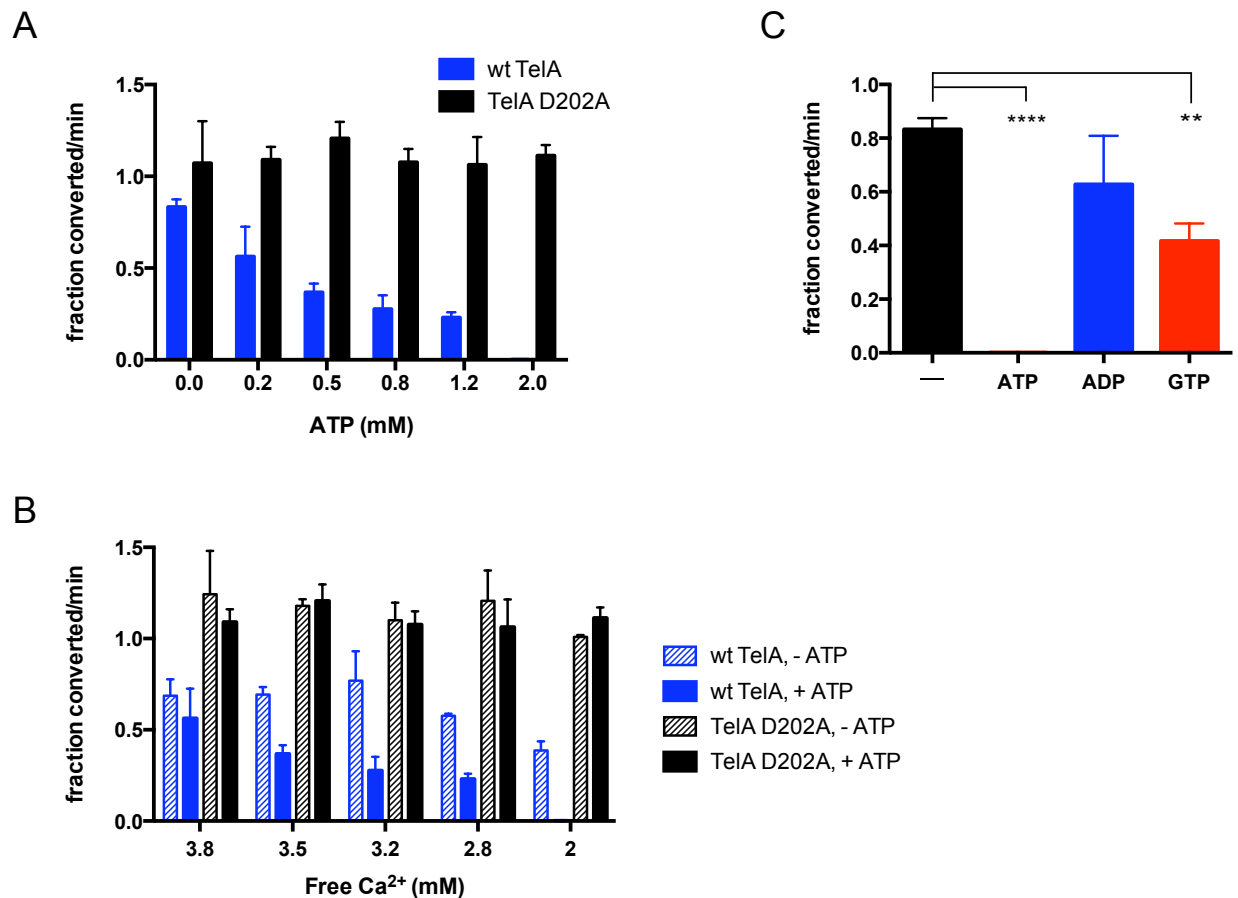 A
wt TelA
TelA D202A
fraction converted/min
1.5
1.0
0.5
0.0
0.0 0.2 0.5 0.8 1.2 2.0
ATP (mM)
C
fraction converted/min
1.0
0.8
0.6
0.4
0.2
0.0
**** **
— ATP ADP GTP
B
fraction converted/min
1.5
1.0
0.5
0.0
3.8 3.5 3.2 2.8 2
Free Ca²⁺ (mM)
wt TelA, - ATP
wt TelA, + ATP
TelA D202A, - ATP
TelA D202A, + ATP